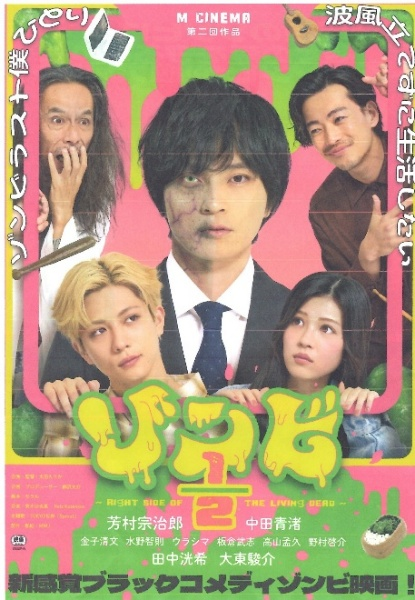 M CINEMA
第二回作品
波風立てずに生活したい
ゾンビラスト僕ひとり
ゾンビ
1/2
RIGHT SIDE OF THE LIVING DEAD
芳村宗治郎 中田青渚
金子清文 水野智則 ウラシマ 板倉武志 高山孟久 野村啓介
田中洸希 大東駿介
新感覚ブラックコメディゾンビ映画！